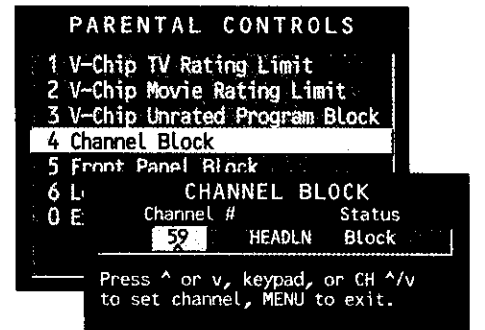 PARENTAL CONTROLS
1 V-Chip TV Rating Limit
2 V-Chip Movie Rating Limit
3 V-Chip Unrated Program Block
4 Channel Block
5 Front Panel Block
6 L
0 E
CHANNEL BLOCK
Channel # Status
59 HEADLN Block
Press ^ or v, keypad, or CH ^/v
to set channel, MENU to exit.